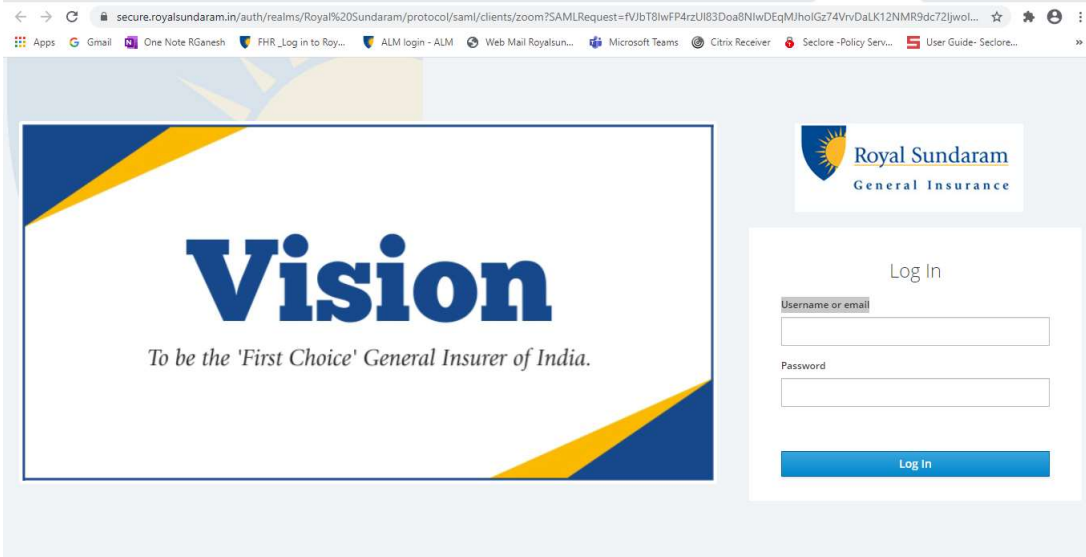 secure.royalsundaram.in/auth/realms/Royal%20Sundaram/protocol/saml/clients/zoom?SAMLRequest=fVJbT8IwFP4rzUl83Doa8NIwDEqMJholGz74VrvDaLK12NMR9dc72Ijwol...
Apps Gmail One Note RGanesh FHR _Log in to Roy... ALM login - ALM Web Mail Royalsun... Microsoft Teams Citrix Receiver Seclore -Policy Serv... User Guide- Seclore... »
Royal Sundaram
General Insurance
Vision
To be the 'First Choice' General Insurer of India.
Log In
Username or email
Password
Log In